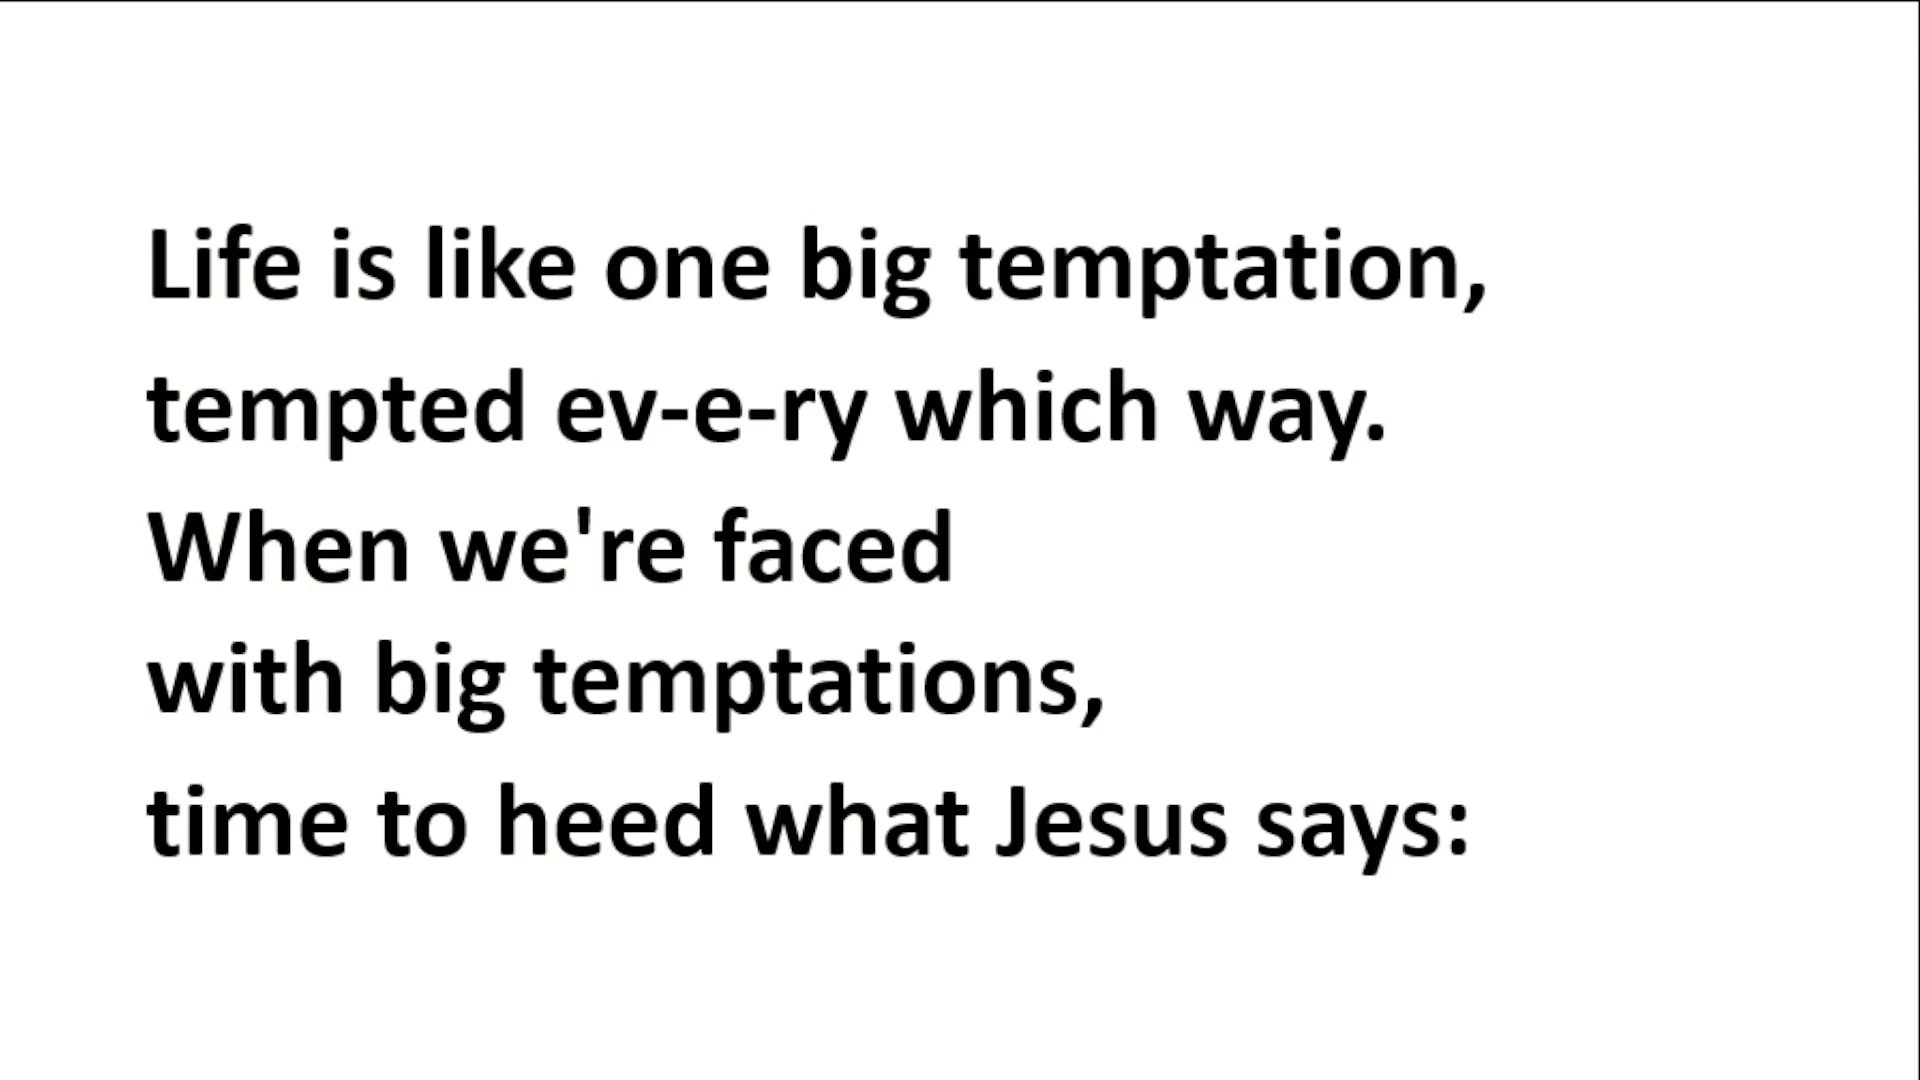 Life is like one big temptation,
tempted ev-e-ry which way.
When we're faced
with big temptations,
time to heed what Jesus says: